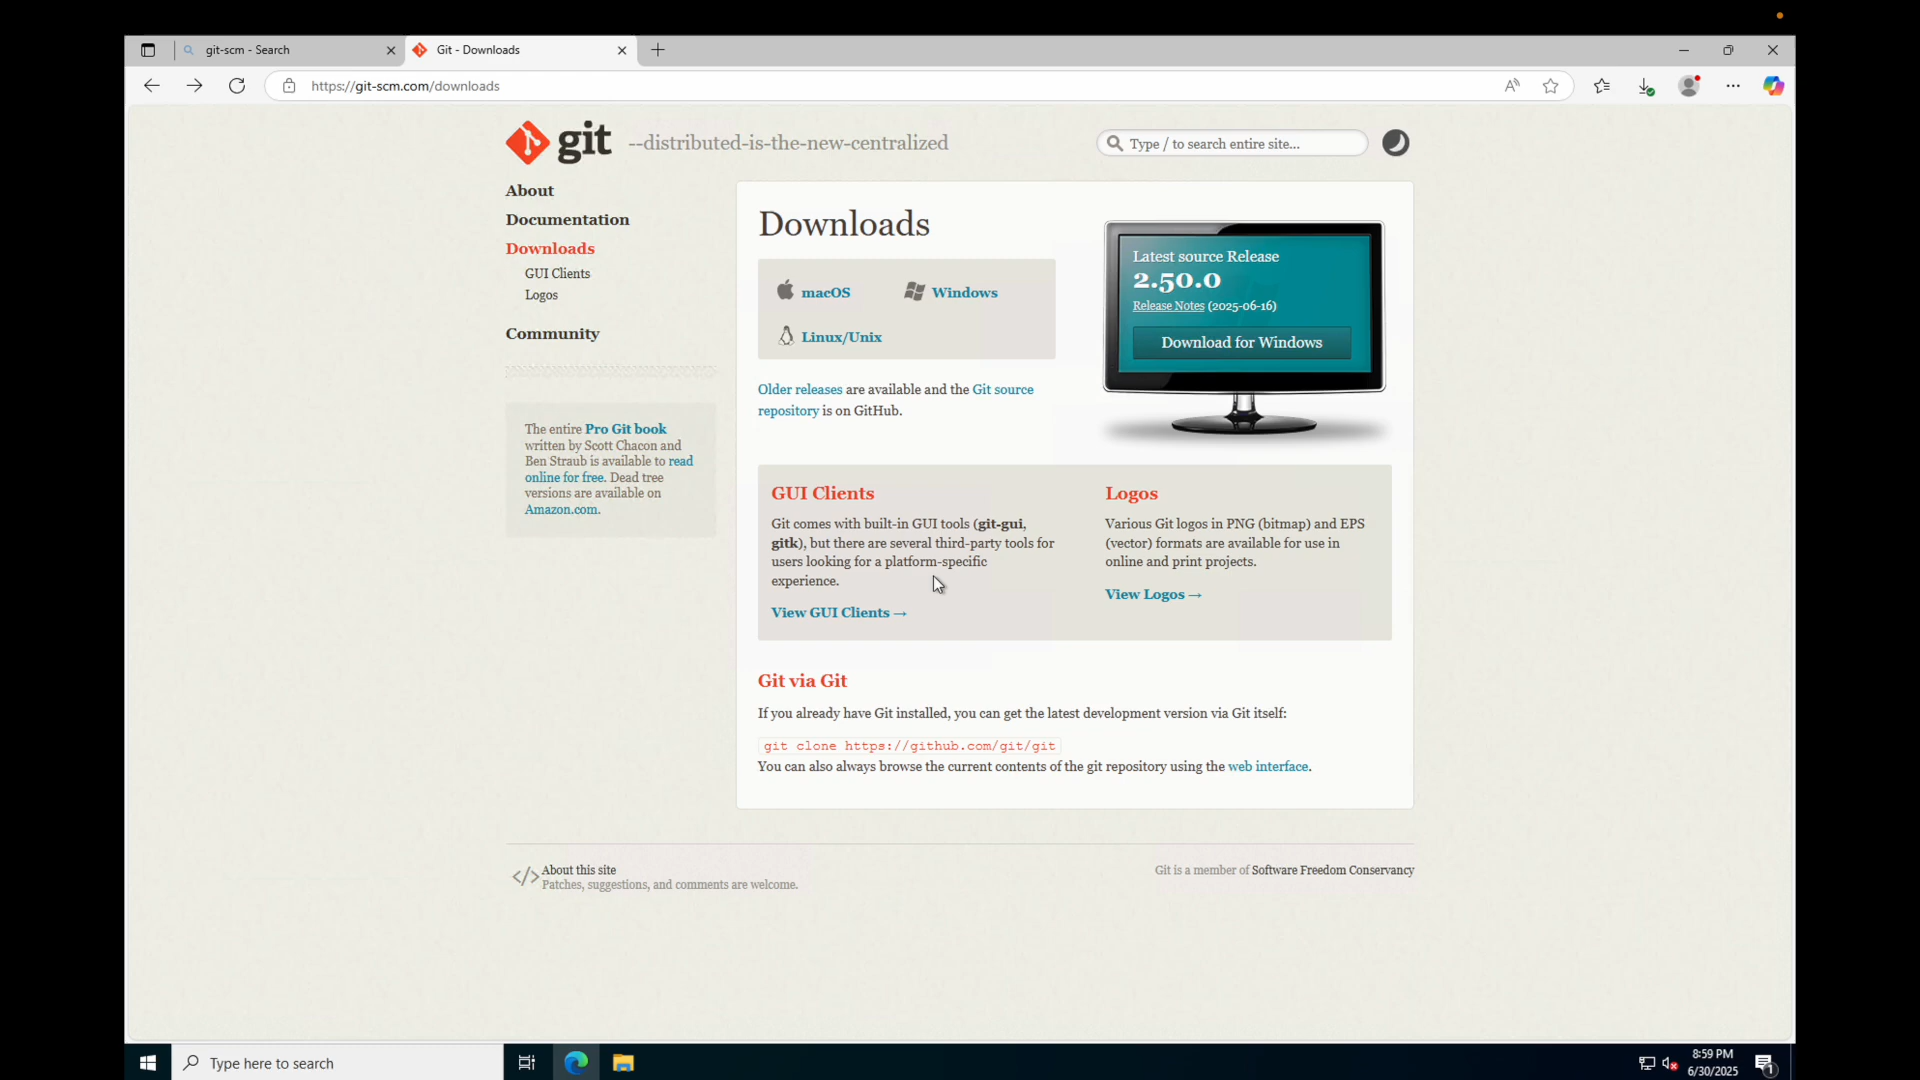 git-scm - Search
Git - Downloads
https://git-scm.com/downloads
git --distributed-is-the-new-centralized
Type / to search entire site...
About
Documentation
Downloads
GUI Clients
Logos
Community
The entire Pro Git book
written by Scott Chacon and
Ben Straub is available to read
online for free. Dead tree
versions are available on
Amazon.com.
Downloads
macOS
Windows
Linux/Unix
Older releases are available and the Git source
repository is on GitHub.
Latest source Release
2.50.0
Release Notes (2025-06-16)
Download for Windows
GUI Clients
Git comes with built-in GUI tools (git-gui,
gitk), but there are several third-party tools for
users looking for a platform-specific
experience.
View GUI Clients →
Logos
Various Git logos in PNG (bitmap) and EPS
(vector) formats are available for use in
online and print projects.
View Logos →
Git via Git
If you already have Git installed, you can get the latest development version via Git itself:
git clone https://github.com/git/git
You can also always browse the current contents of the git repository using the web interface.
</> About this site
Patches, suggestions, and comments are welcome.
Git is a member of Software Freedom Conservancy
Type here to search
8:59 PM
6/30/2025
1